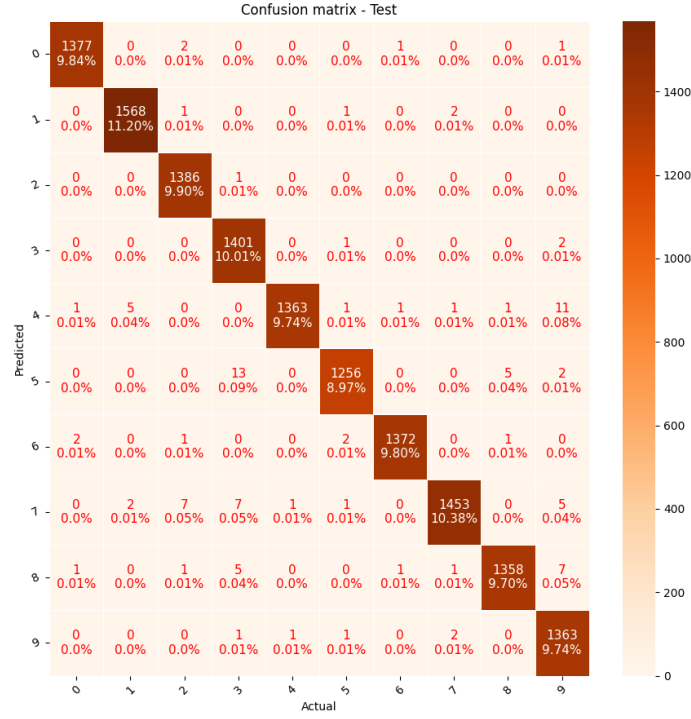 Confusion matrix - Test
0 1377 0 2 0 0 0 1 0 0 1
9.84% 0.0% 0.01% 0.0% 0.0% 0.0% 0.01% 0.0% 0.0% 0.01%
1 0 1568 1 0 0 1 0 2 0 0
0.0% 11.20% 0.01% 0.0% 0.0% 0.01% 0.0% 0.01% 0.0% 0.0%
2 0 0 1386 1 0 0 0 0 0 0
0.0% 0.0% 9.90% 0.01% 0.0% 0.0% 0.0% 0.0% 0.0% 0.0%
3 0 0 0 1401 0 1 0 0 0 2
0.0% 0.0% 0.0% 10.01% 0.0% 0.01% 0.0% 0.0% 0.0% 0.01%
4 1 5 0 0 1363 1 1 1 1 11
0.01% 0.04% 0.0% 0.0% 9.74% 0.01% 0.01% 0.01% 0.01% 0.08%
5 0 0 0 13 0 1256 0 0 5 2
0.0% 0.0% 0.0% 0.09% 0.0% 8.97% 0.0% 0.0% 0.04% 0.01%
6 2 0 1 0 0 2 1372 0 1 0
0.01% 0.0% 0.01% 0.0% 0.0% 0.01% 9.80% 0.0% 0.01% 0.0%
7 0 2 7 7 1 1 0 1453 0 5
0.0% 0.01% 0.05% 0.05% 0.01% 0.01% 0.0% 10.38% 0.0% 0.04%
8 1 0 1 5 0 0 1 1 1358 7
0.01% 0.0% 0.01% 0.04% 0.0% 0.0% 0.01% 0.01% 9.70% 0.05%
9 0 0 0 1 1 1 0 2 0 1363
0.0% 0.0% 0.0% 0.01% 0.01% 0.01% 0.0% 0.01% 0.0% 9.74%
0 1 2 3 4 5 6 7 8 9
Actual
Predicted
1400
1200
1000
800
600
400
200
0